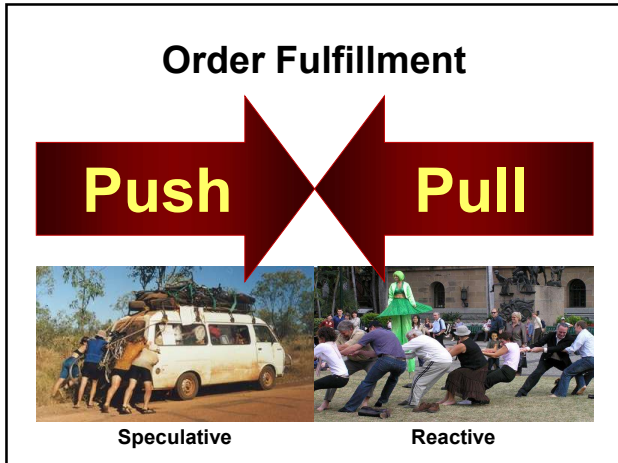 Order Fulfillment
Push
Pull
Speculative
Reactive